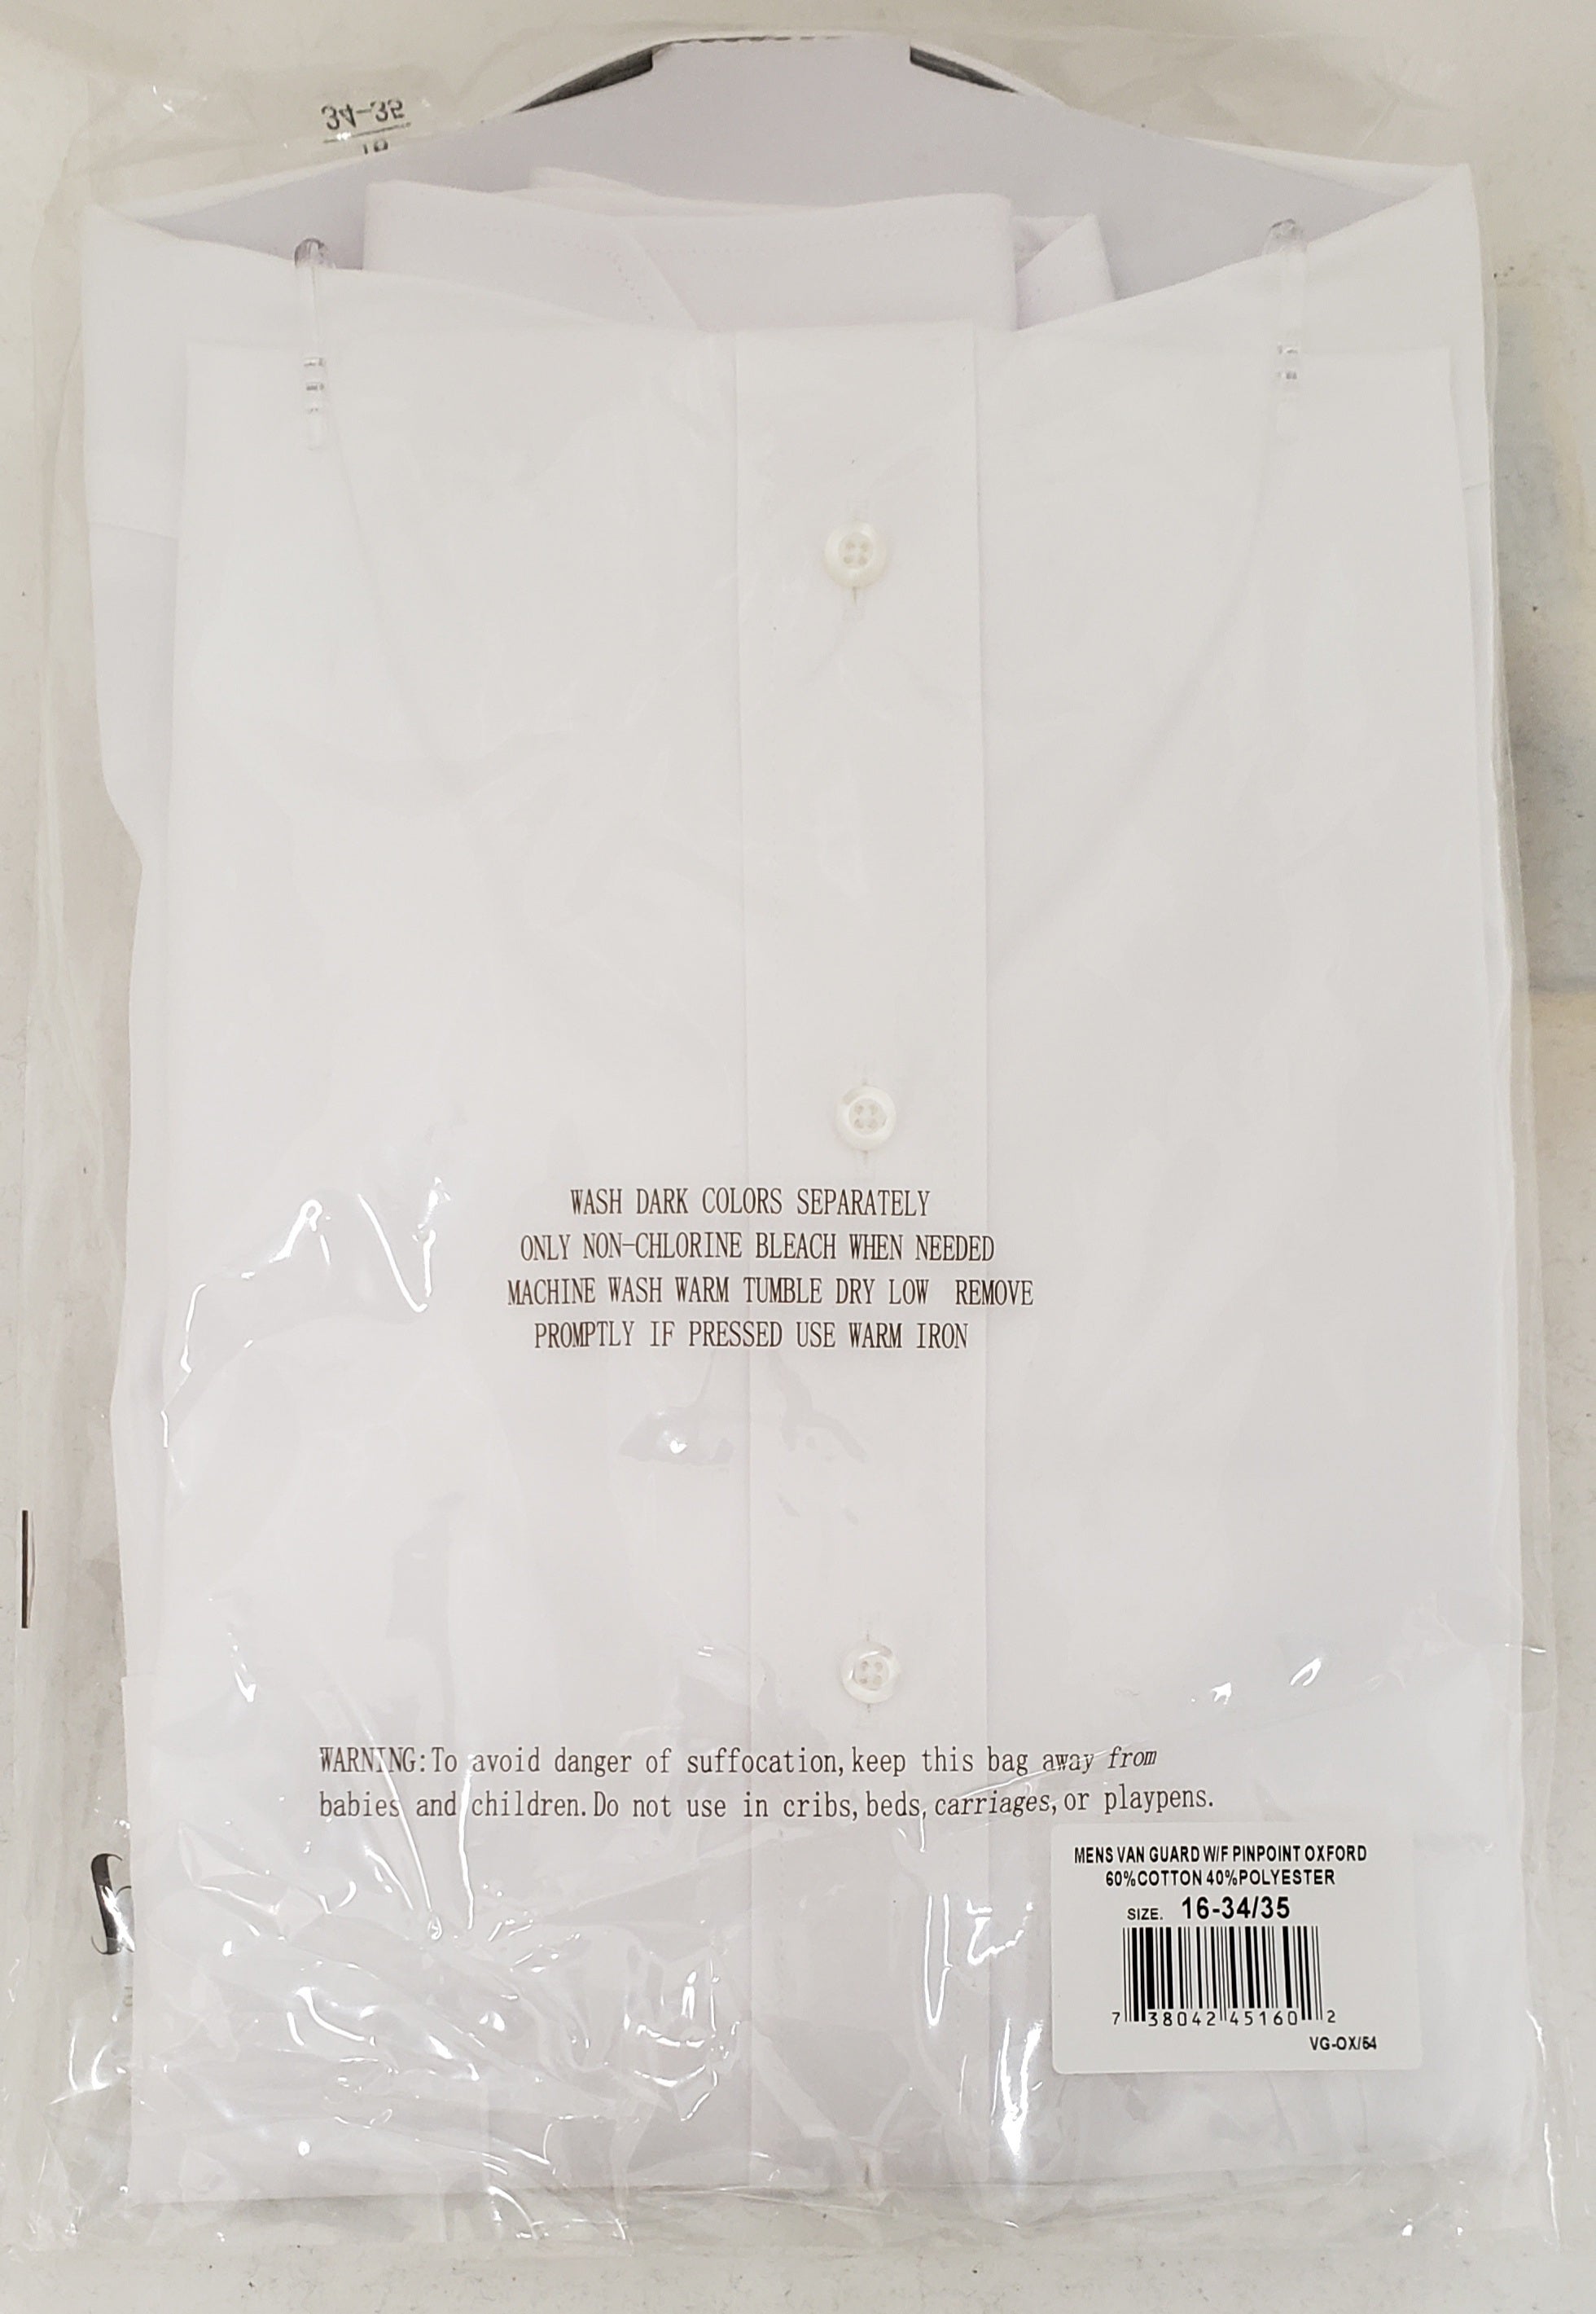 34-35
WASH DARK COLORS SEPARATELY
ONLY NON-CHLORINE BLEACH WHEN NEEDED
MACHINE WASH WARM TUMBLE DRY LOW REMOVE
PROMPTLY IF PRESSED USE WARM IRON
WARNING:To avoid danger of suffocation,keep this bag away from
babies and children.Do not use in cribs,beds,carriages,or playpens.
MENS VAN GUARD W/F PINPOINT OXFORD
60%COTTON 40%POLYESTER
SIZE. 16-34/35
7 38042 45160 2
VG-OX/54